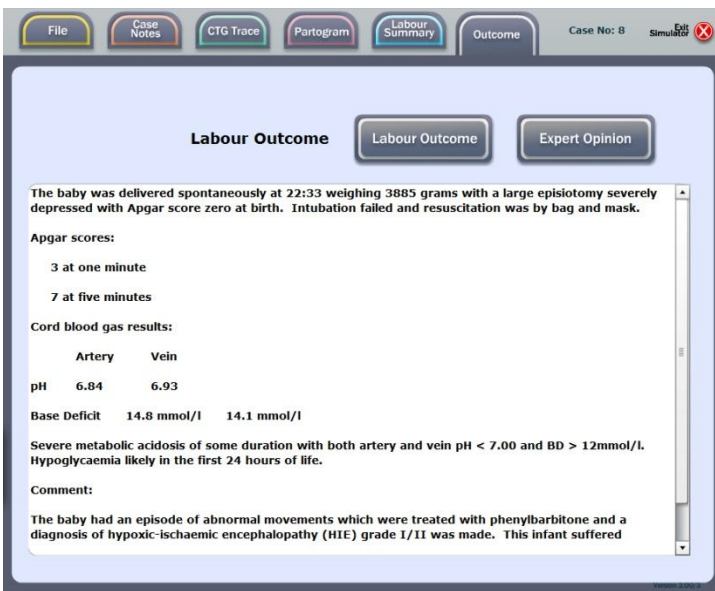 File
Case
Notes
CTG Trace
Partogram
Labour
Summary
Outcome
Case No: 8
Exit
Simulator
Labour Outcome
Labour Outcome
Expert Opinion
The baby was delivered spontaneously at 22:33 weighing 3885 grams with a large episiotomy severely
depressed with Apgar score zero at birth. Intubation failed and resuscitation was by bag and mask.
Apgar scores:
3 at one minute
7 at five minutes
Cord blood gas results:
Artery Vein
pH 6.84 6.93
Base Deficit 14.8 mmol/l 14.1 mmol/l
Severe metabolic acidosis of some duration with both artery and vein pH < 7.00 and BD > 12mmol/l.
Hypoglycaemia likely in the first 24 hours of life.
Comment:
The baby had an episode of abnormal movements which were treated with phenylbarbitone and a
diagnosis of hypoxic-ischaemic encephalopathy (HIE) grade I/II was made. This infant suffered